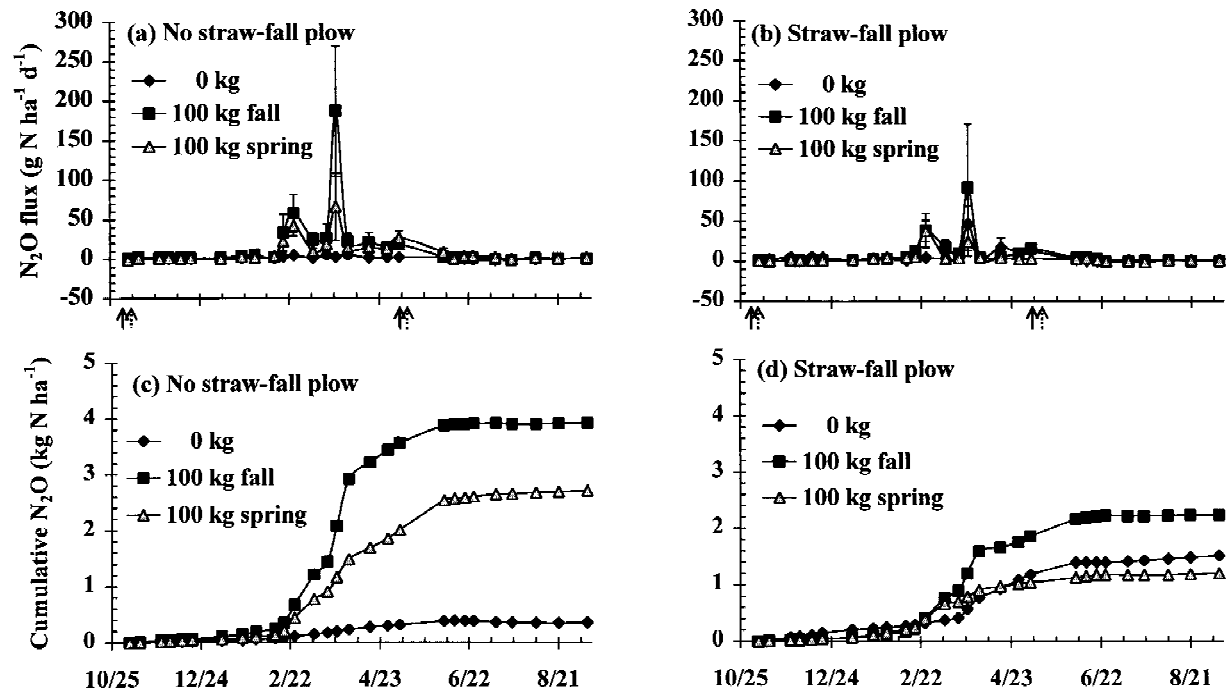 N₂O flux (g N ha⁻¹ d⁻¹)
300
250
200
150
100
50
0
-50
(a) No straw-fall plow
0 kg
100 kg fall
100 kg spring
300
250
200
150
100
50
0
-50
(b) Straw-fall plow
0 kg
100 kg fall
100 kg spring
Cumulative N₂O (kg N ha⁻¹)
5
4
3
2
1
0
(c) No straw-fall plow
0 kg
100 kg fall
100 kg spring
10/25 12/24 2/22 4/23 6/22 8/21
5
4
3
2
1
0
(d) Straw-fall plow
0 kg
100 kg fall
100 kg spring
10/25 12/24 2/22 4/23 6/22 8/21